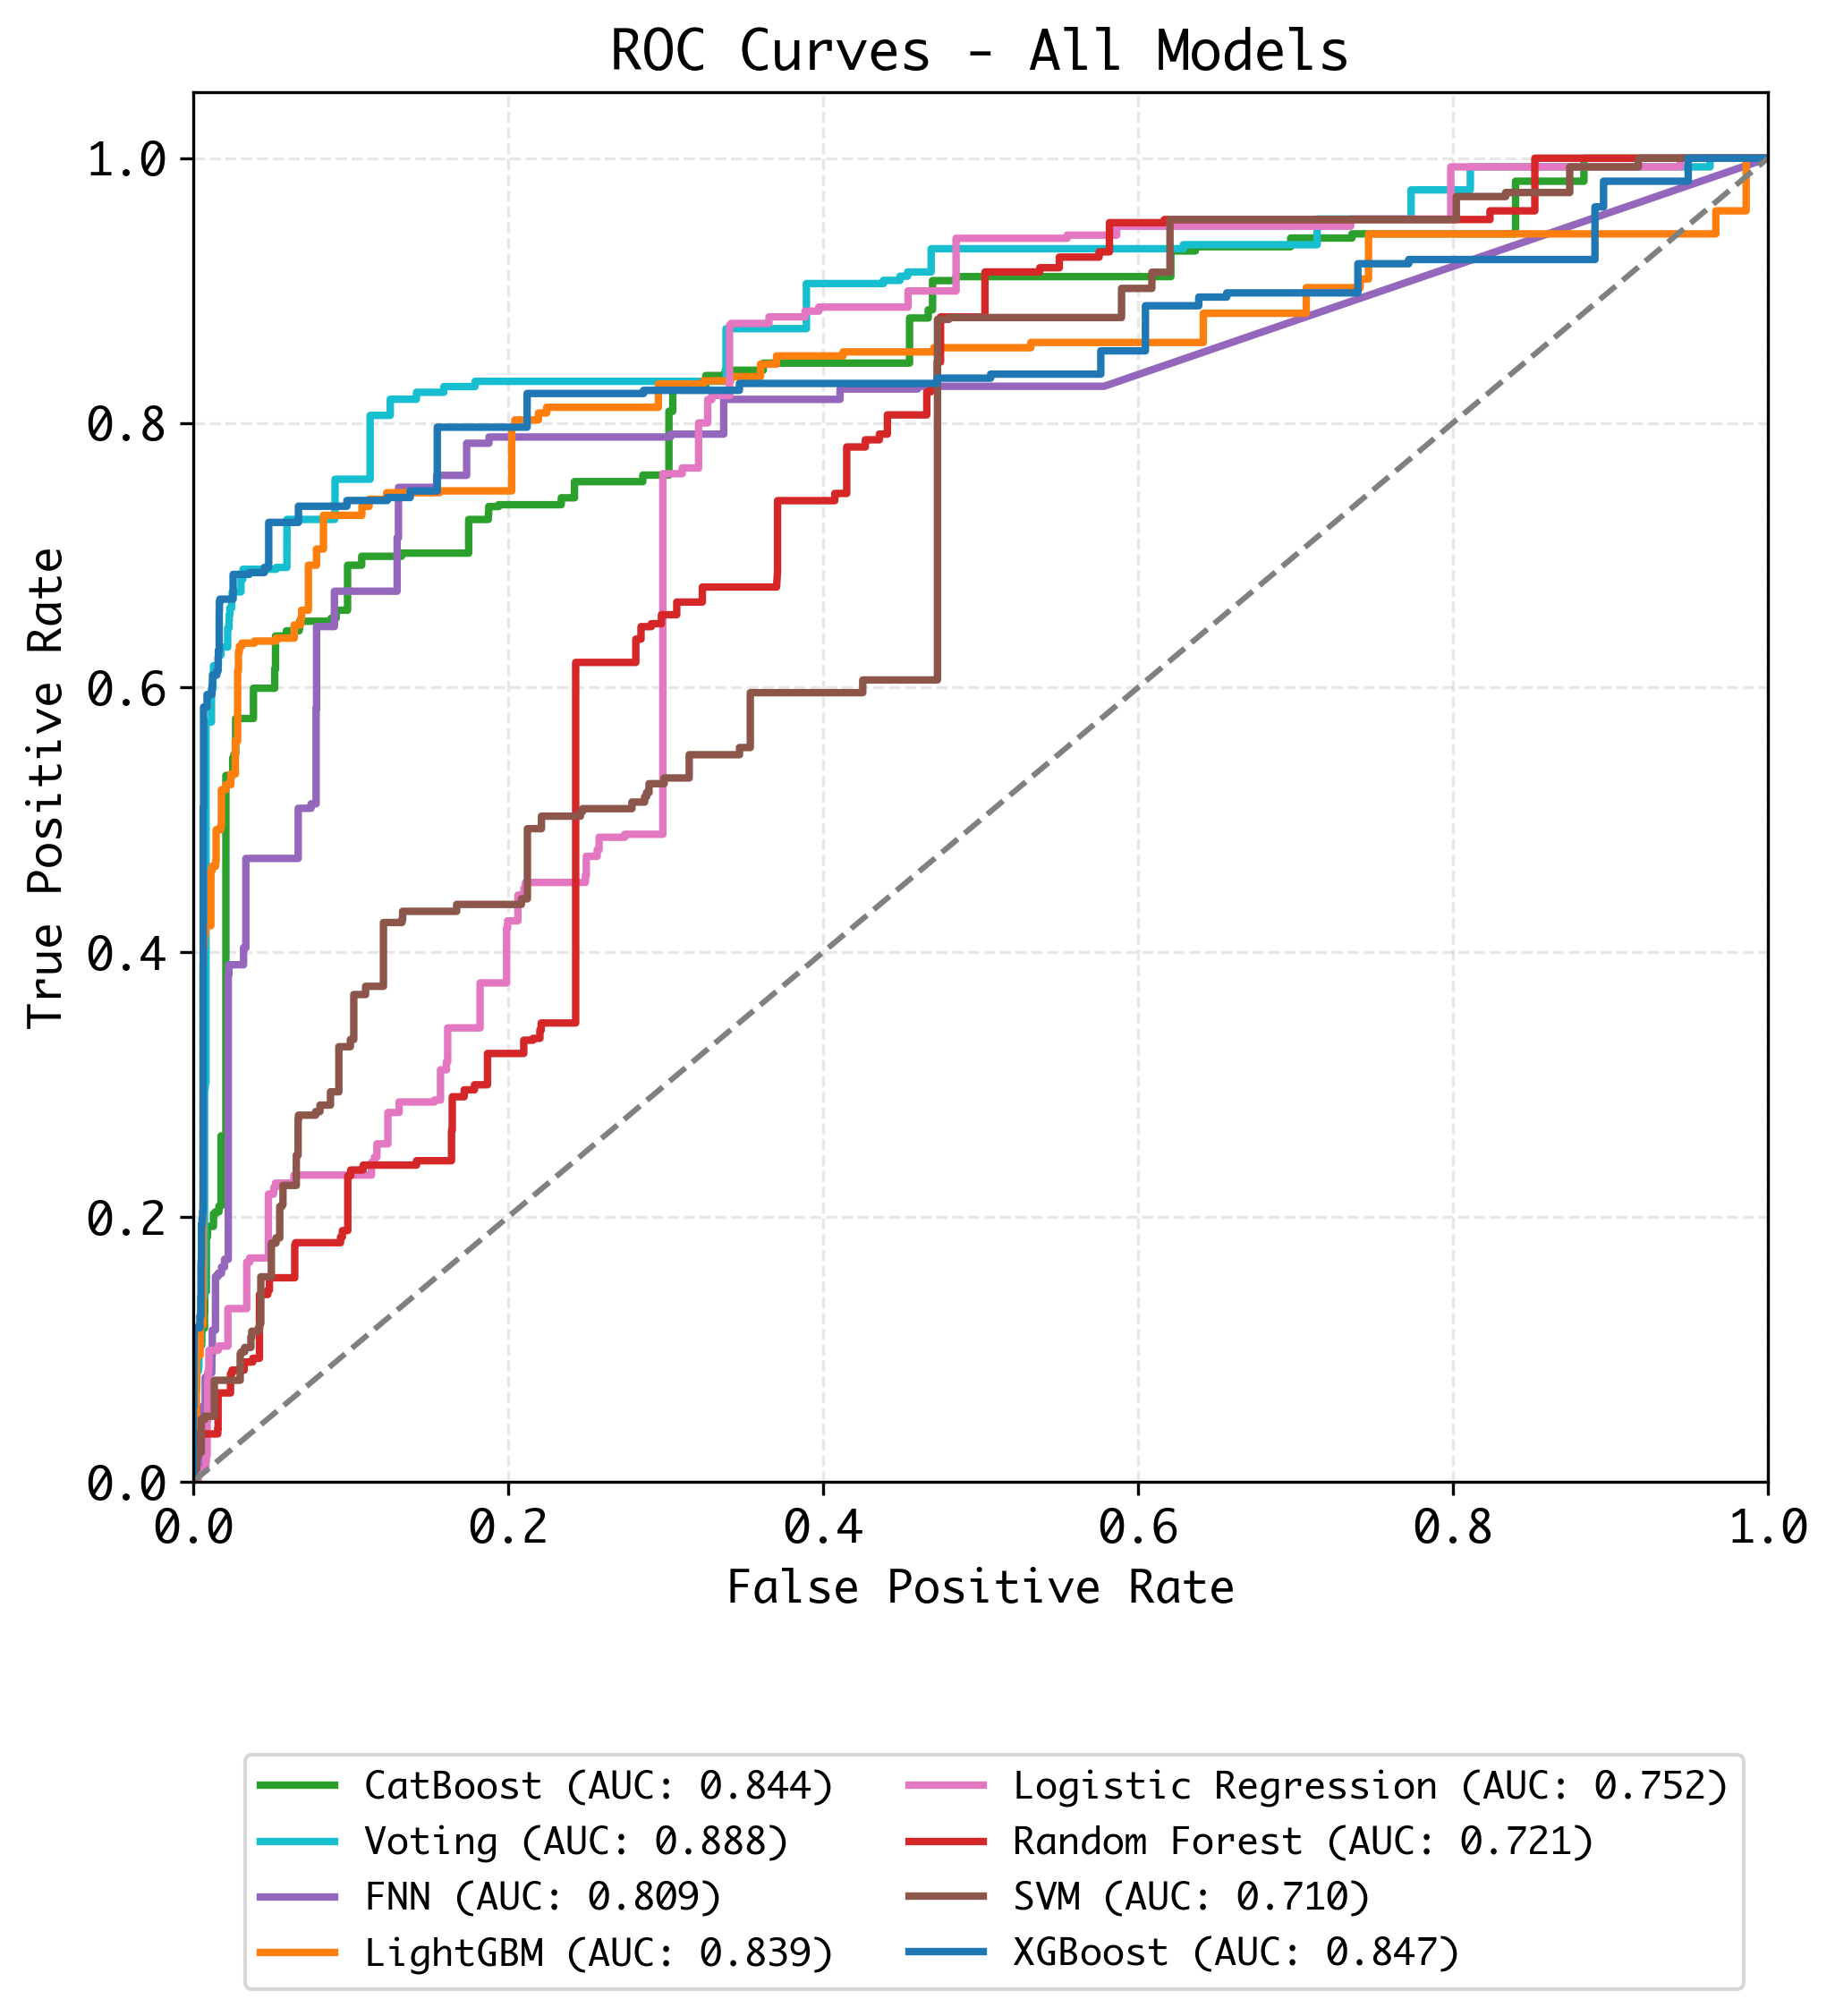 ROC Curves - All Models
1.0
0.8
0.6
0.4
0.2
0.0
True Positive Rate
0.0 0.2 0.4 0.6 0.8 1.0
False Positive Rate
CatBoost (AUC: 0.844)
Voting (AUC: 0.888)
FNN (AUC: 0.809)
LightGBM (AUC: 0.839)
Logistic Regression (AUC: 0.752)
Random Forest (AUC: 0.721)
SVM (AUC: 0.710)
XGBoost (AUC: 0.847)